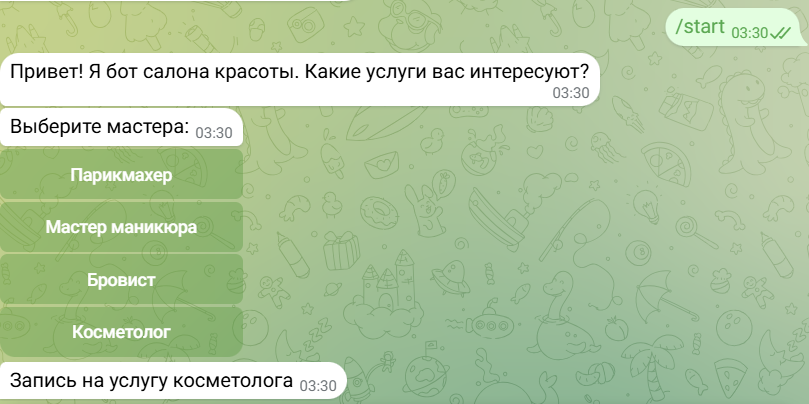 /start 03:30
Привет! Я бот салона красоты. Какие услуги вас интересуют?
03:30
Выберите мастера: 03:30
Парикмахер
Мастер маникюра
Бровист
Косметолог
Запись на услугу косметолога 03:30